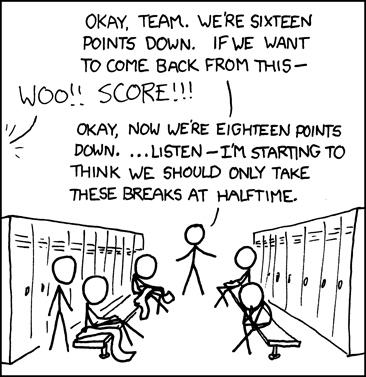 OKAY, TEAM. WE'RE SIXTEEN
POINTS DOWN. IF WE WANT
TO COME BACK FROM THIS—
WOO!! SCORE!!!
OKAY, NOW WE'RE EIGHTEEN POINTS
DOWN. ...LISTEN—I'M STARTING TO
THINK WE SHOULD ONLY TAKE
THESE BREAKS AT HALFTIME.